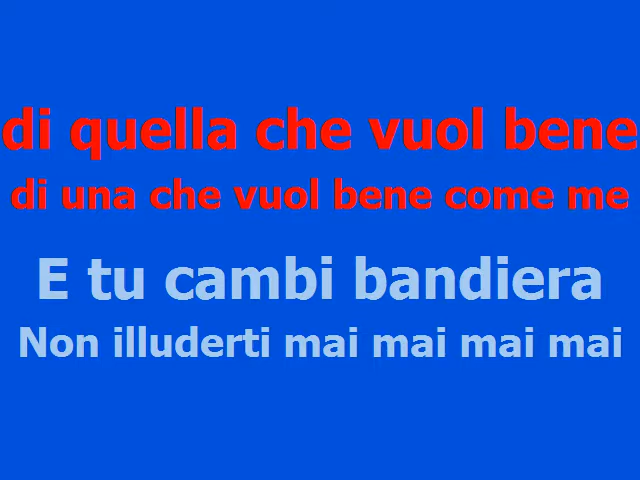 di quella che vuol bene
di una che vuol bene come me
E tu cambi bandiera
Non illuderti mai mai mai mai